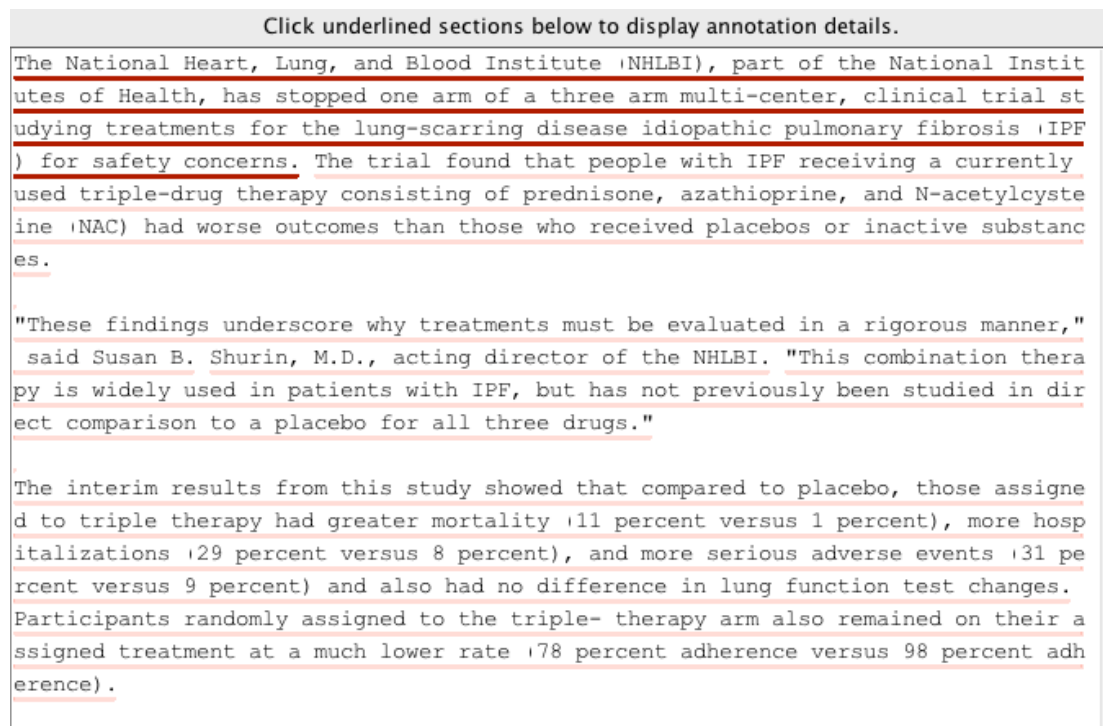 Click underlined sections below to display annotation details.
The National Heart, Lung, and Blood Institute (NHLBI), part of the National Instit
utes of Health, has stopped one arm of a three arm multi-center, clinical trial st
udying treatments for the lung-scarring disease idiopathic pulmonary fibrosis (IPF
) for safety concerns. The trial found that people with IPF receiving a currently
used triple-drug therapy consisting of prednisone, azathioprine, and N-acetylcyste
ine (NAC) had worse outcomes than those who received placebos or inactive substanc
es.
"These findings underscore why treatments must be evaluated in a rigorous manner,"
said Susan B. Shurin, M.D., acting director of the NHLBI. "This combination thera
py is widely used in patients with IPF, but has not previously been studied in dir
ect comparison to a placebo for all three drugs."
The interim results from this study showed that compared to placebo, those assigne
d to triple therapy had greater mortality (11 percent versus 1 percent), more hosp
italizations (29 percent versus 8 percent), and more serious adverse events (31 pe
rcent versus 9 percent) and also had no difference in lung function test changes.
Participants randomly assigned to the triple- therapy arm also remained on their a
ssigned treatment at a much lower rate (78 percent adherence versus 98 percent adh
erence).